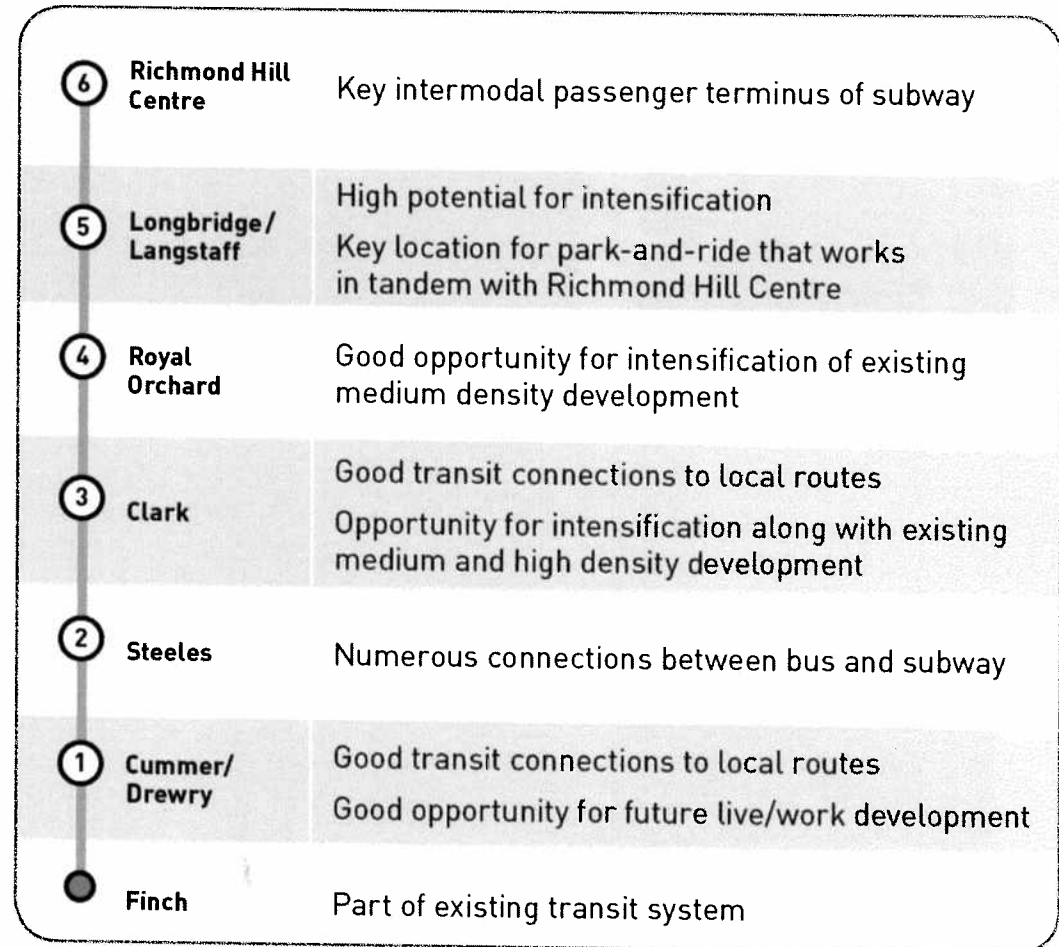 6 Richmond Hill
Centre
Key intermodal passenger terminus of subway
5 Longbridge/
Langstaff
High potential for intensification
Key location for park-and-ride that works
in tandem with Richmond Hill Centre
4 Royal
Orchard
Good opportunity for intensification of existing
medium density development
3 Clark
Good transit connections to local routes
Opportunity for intensification along with existing
medium and high density development
2 Steeles
Numerous connections between bus and subway
1 Cummer/
Drewry
Good transit connections to local routes
Good opportunity for future live/work development
Finch
Part of existing transit system